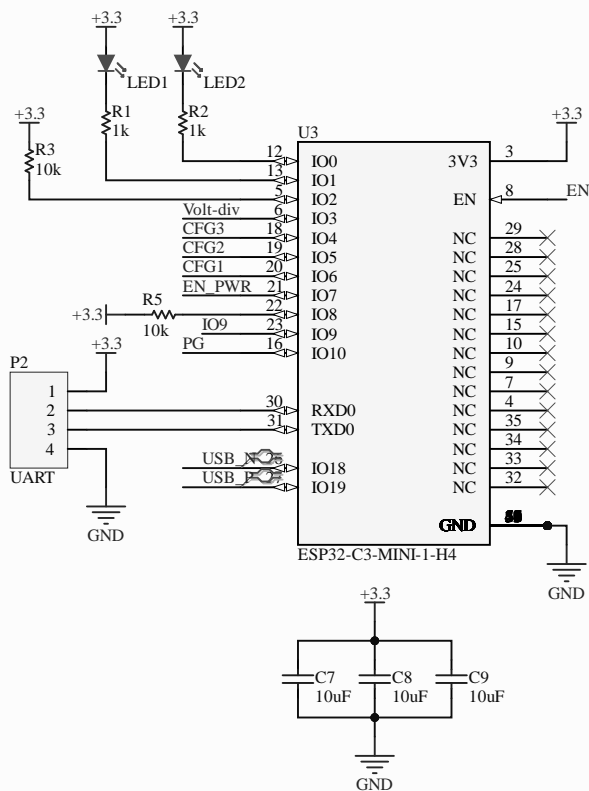 +3.3
+3.3
LED1
LED2
+3.3
R1
1k
R2
1k
+3.3
R3
10k
U3
12
IO0
3V3
3
13
IO1
5
IO2
EN
8
EN
Volt-div
6
IO3
CFG3
18
IO4
NC
29
CFG2
19
IO5
NC
28
CFG1
20
IO6
NC
25
EN_PWR
21
IO7
NC
24
+3.3
R5
10k
22
IO8
NC
17
IO9
23
IO9
NC
15
PG
16
IO10
NC
10
NC
9
NC
7
P2
+3.3
1
2
3
4
UART
GND
30
RXD0
NC
4
31
TXD0
NC
35
NC
34
USB_N
IO18
NC
33
USB_P
IO19
NC
32
GND
GND
ESP32-C3-MINI-1-H4
+3.3
C7
10uF
C8
10uF
C9
10uF
GND